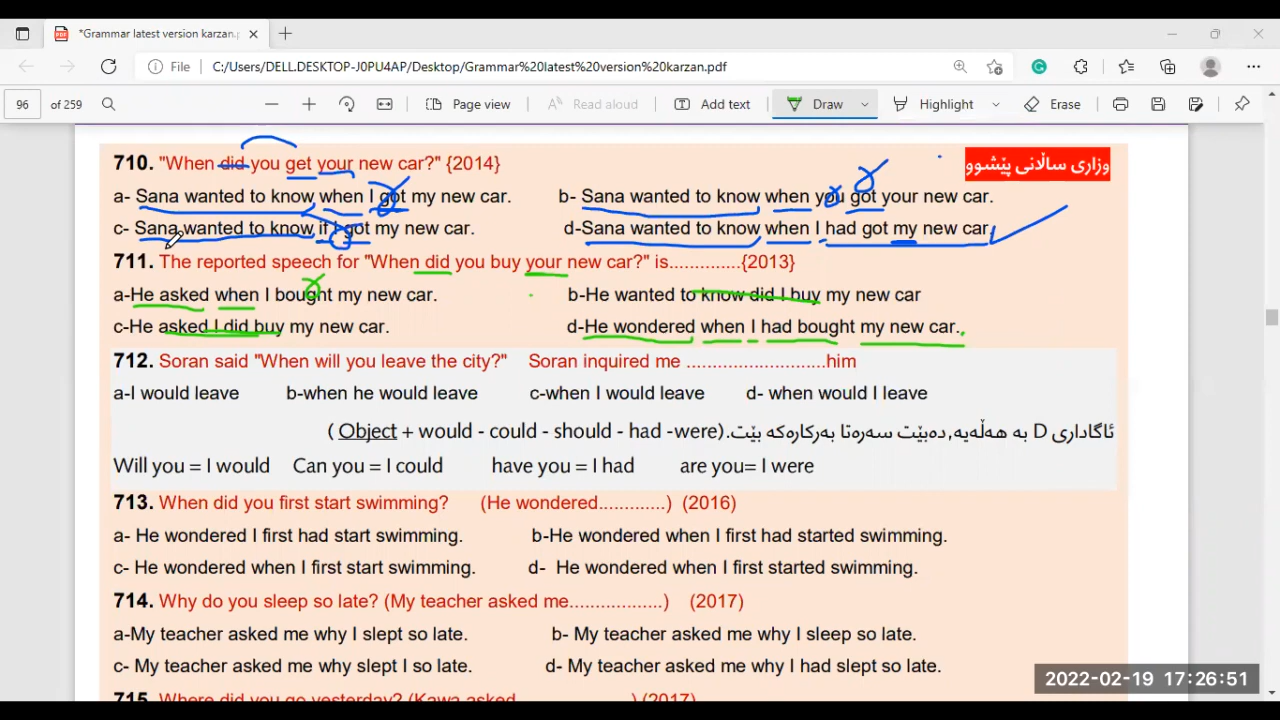 *Grammar latest version karzan.p
File C:/Users/DELL.DESKTOP-J0PU4AP/Desktop/Grammar%20latest%20version%20karzan.pdf
96 of 259 Page view Read aloud Add text Draw Highlight Erase
710. "When did you get your new car?" {2014} وزاری ساڵانی پێشوو
a- Sana wanted to know when I got my new car. b- Sana wanted to know when you got your new car.
c- Sana wanted to know if I got my new car. d-Sana wanted to know when I had got my new car.
711. The reported speech for "When did you buy your new car?" is..............{2013}
a-He asked when I bought my new car. b-He wanted to know did I buy my new car
c-He asked I did buy my new car. d-He wondered when I had bought my new car.
712. Soran said "When will you leave the city?" Soran inquired me .........................him
a-I would leave b-when he would leave c-when I would leave d- when would I leave
ئاگاداری D بە هەڵەیە, دەبێت سەرەتا بەرکارەکە بێت.(Object + would - could - should - had -were )
Will you = I would Can you = I could have you = I had are you= I were
713. When did you first start swimming? (He wondered............) (2016)
a- He wondered I first had start swimming. b-He wondered when I first had started swimming.
c- He wondered when I first start swimming. d- He wondered when I first started swimming.
714. Why do you sleep so late? (My teacher asked me.................) (2017)
a-My teacher asked me why I slept so late. b- My teacher asked me why I sleep so late.
c- My teacher asked me why slept I so late. d- My teacher asked me why I had slept so late.
715. Where did you go yesterday? (Kawa asked ....................) (2017)
2022-02-19 17:26:51